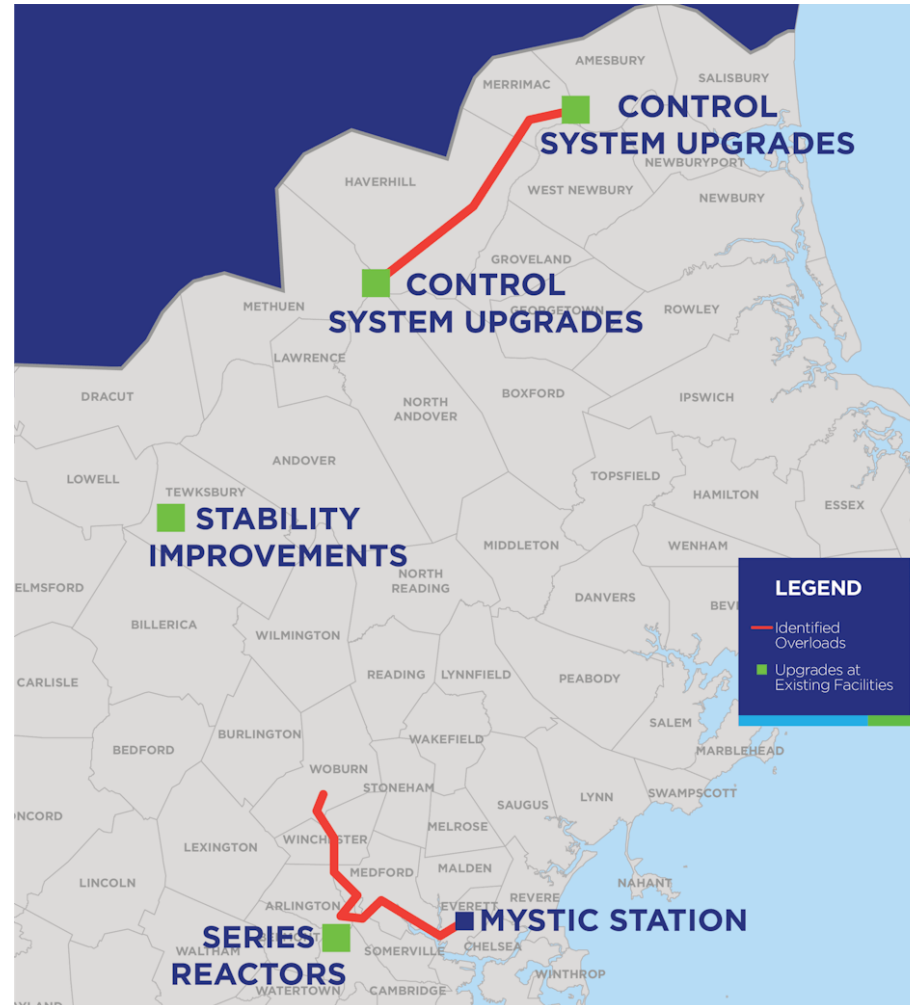 AMESBURY
SALISBURY
MERRIMAC
CONTROL
SYSTEM UPGRADES
NEWBURYPORT
HAVERHILL
WEST NEWBURY
NEWBURY
GROVELAND
CONTROL
SYSTEM UPGRADES
GEORGETOWN
METHUEN
ROWLEY
LAWRENCE
DRACUT
NORTH
ANDOVER
BOXFORD
IPSWICH
ANDOVER
LOWELL
TEWKSBURY
TOPSFIELD
HAMILTON
ESSEX
STABILITY
IMPROVEMENTS
MIDDLETON
WENHAM
ELMSFORD
NORTH
READING
DANVERS
BEV
LEGEND
Identified
Overloads
Upgrades at
Existing Facilities
BILLERICA
WILMINGTON
READING
LYNNFIELD
PEABODY
CARLISLE
SALEM
BURLINGTON
WAKEFIELD
MARBLEHEAD
BEDFORD
WOBURN
STONEHAM
SWAMPSCOTT
LYNN
SAUGUS
ONCORD
MELROSE
WINCHESTER
LEXINGTON
MEDFORD
MALDEN
LINCOLN
NAHANT
REVERE
ARLINGTON
EVERETT
MYSTIC STATION
SERIES
REACTORS
WALTHAM
SOMERVILLE
CHELSEA
WINTHROP
WATERTOWN
CAMBRIDGE